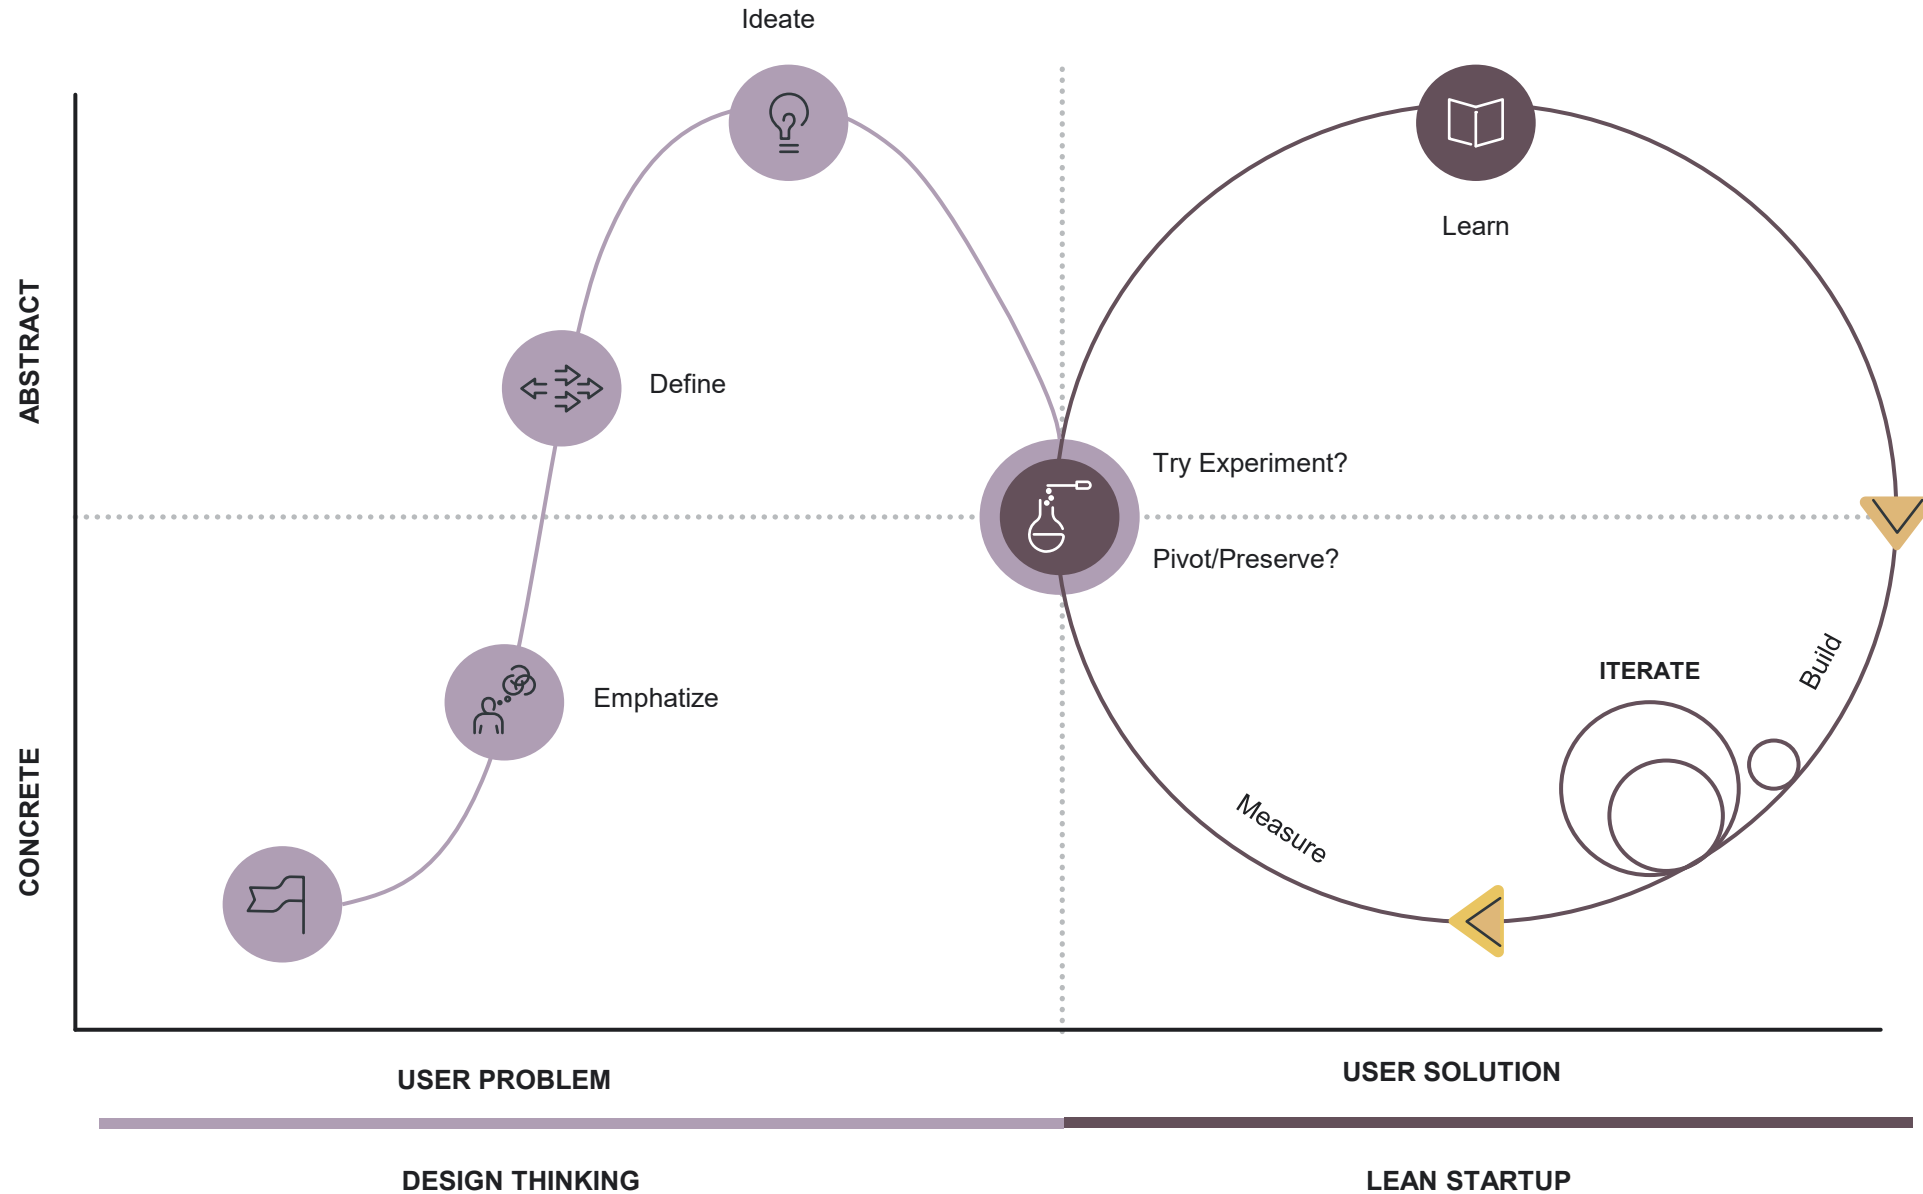 Ideate
Learn
ABSTRACT
Define
Try Experiment?
Pivot/Preserve?
Emphatize
ITERATE
Build
CONCRETE
Measure
USER PROBLEM
USER SOLUTION
DESIGN THINKING
LEAN STARTUP